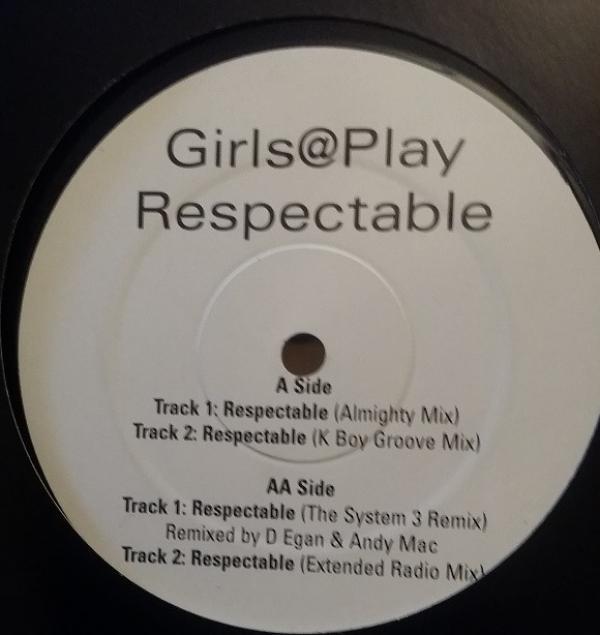 Girls@Play
Respectable
A Side
Track 1: Respectable (Almighty Mix)
Track 2: Respectable (K Boy Groove Mix)
AA Side
Track 1: Respectable (The System 3 Remix)
Remixed by D Egan & Andy Mac
Track 2: Respectable (Extended Radio Mix)